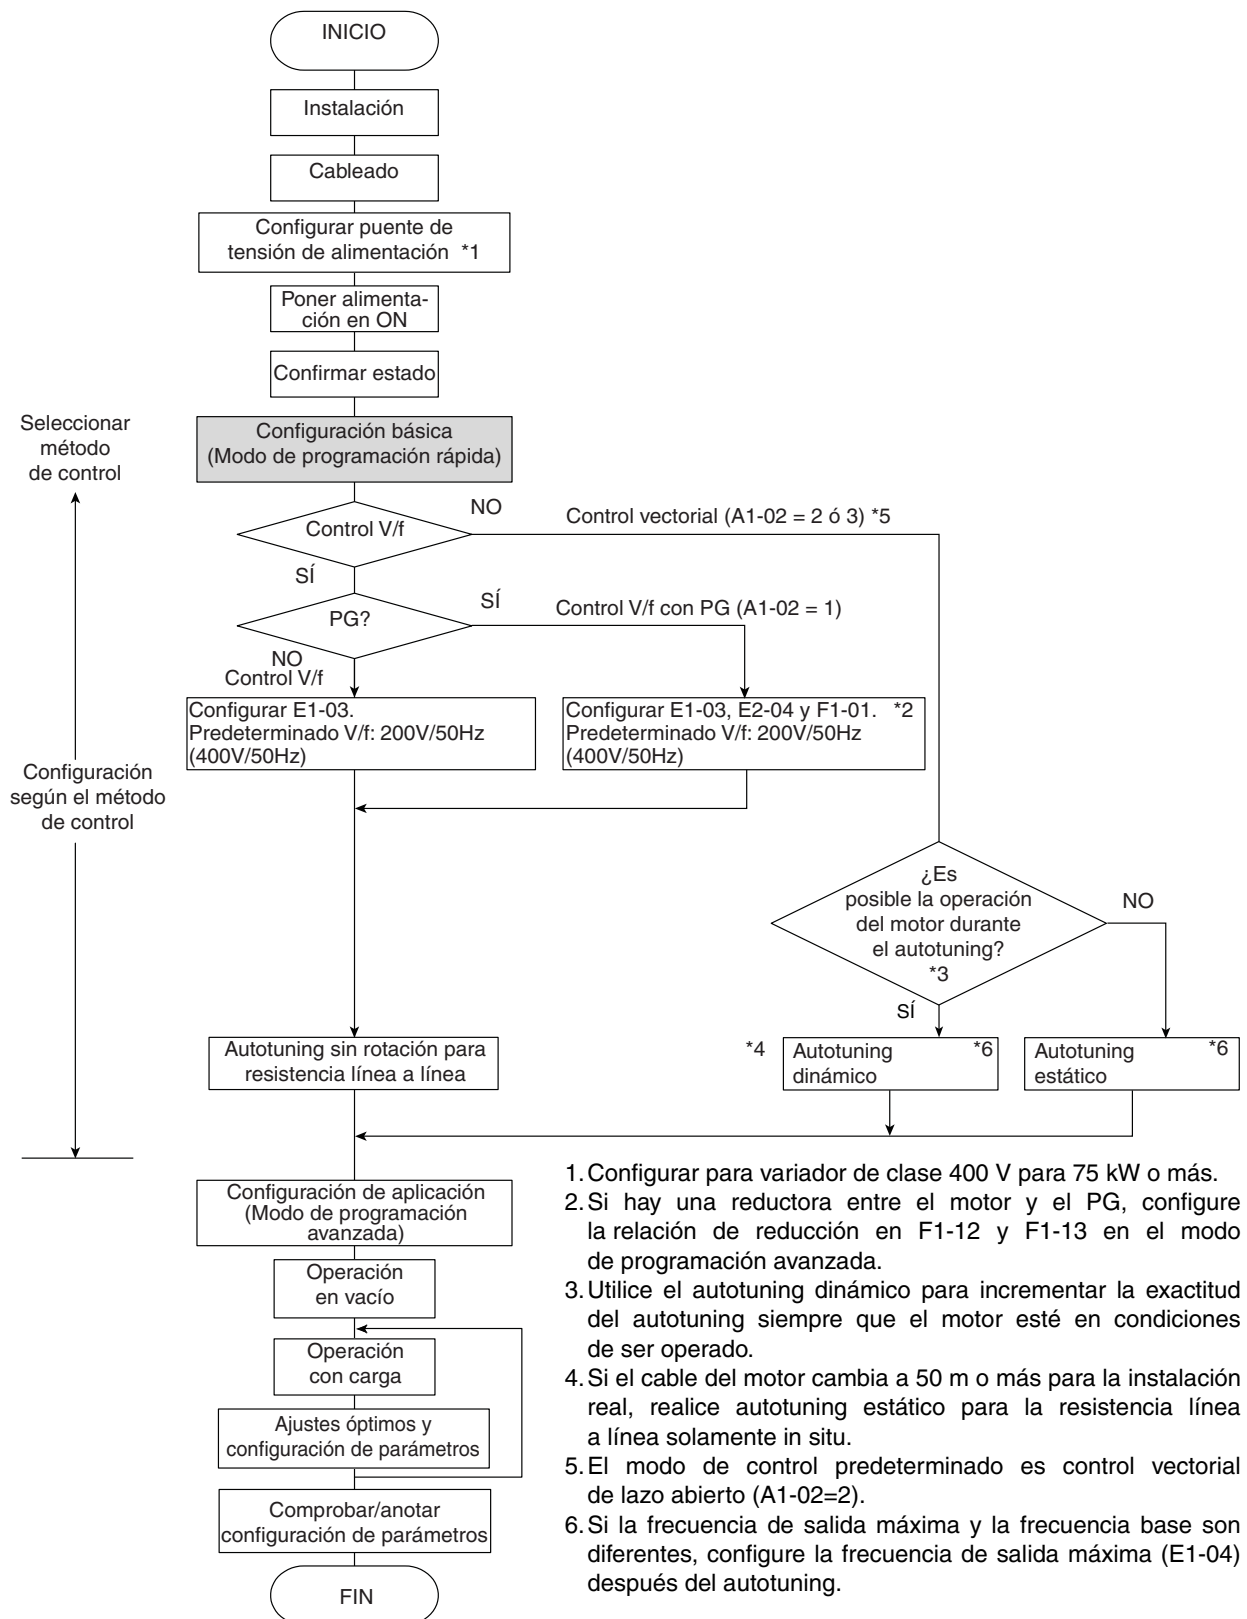 INICIO
Instalación
Cableado
Configurar puente de
tensión de alimentación *1
Poner alimenta-
ción en ON
Confirmar estado
Seleccionar
método
de control
Configuración básica
(Modo de programación rápida)
NO
Control vectorial (A1-02 = 2 ó 3) *5
Control V/f
SÍ
SÍ
Control V/f con PG (A1-02 = 1)
PG?
NO
Control V/f
Configurar E1-03.
Predeterminado V/f: 200V/50Hz
(400V/50Hz)
Configurar E1-03, E2-04 y F1-01. *2
Predeterminado V/f: 200V/50Hz
(400V/50Hz)
Configuración
según el método
de control
¿Es
posible la operación
del motor durante
el autotuning?
*3
NO
SÍ
Autotuning sin rotación para
resistencia línea a línea
*4
Autotuning *6
dinámico
Autotuning *6
estático
Configuración de aplicación
(Modo de programación
avanzada)
Operación
en vacío
Operación
con carga
Ajustes óptimos y
configuración de parámetros
Comprobar/anotar
configuración de parámetros
FIN
1. Configurar para variador de clase 400 V para 75 kW o más.
2. Si hay una reductora entre el motor y el PG, configure
la relación de reducción en F1-12 y F1-13 en el modo
de programación avanzada.
3. Utilice el autotuning dinámico para incrementar la exactitud
del autotuning siempre que el motor esté en condiciones
de ser operado.
4. Si el cable del motor cambia a 50 m o más para la instalación
real, realice autotuning estático para la resistencia línea
a línea solamente in situ.
5. El modo de control predeterminado es control vectorial
de lazo abierto (A1-02=2).
6. Si la frecuencia de salida máxima y la frecuencia base son
diferentes, configure la frecuencia de salida máxima (E1-04)
después del autotuning.